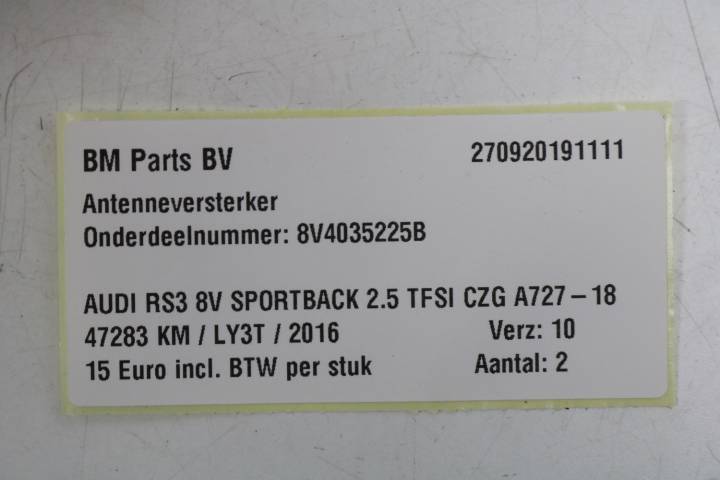 BM Parts BV 270920191111
Antenneversterker
Onderdeelnummer: 8V4035225B
AUDI RS3 8V SPORTBACK 2.5 TFSI CZG A727 – 18
47283 KM / LY3T / 2016 Verz: 10
15 Euro incl. BTW per stuk Aantal: 2